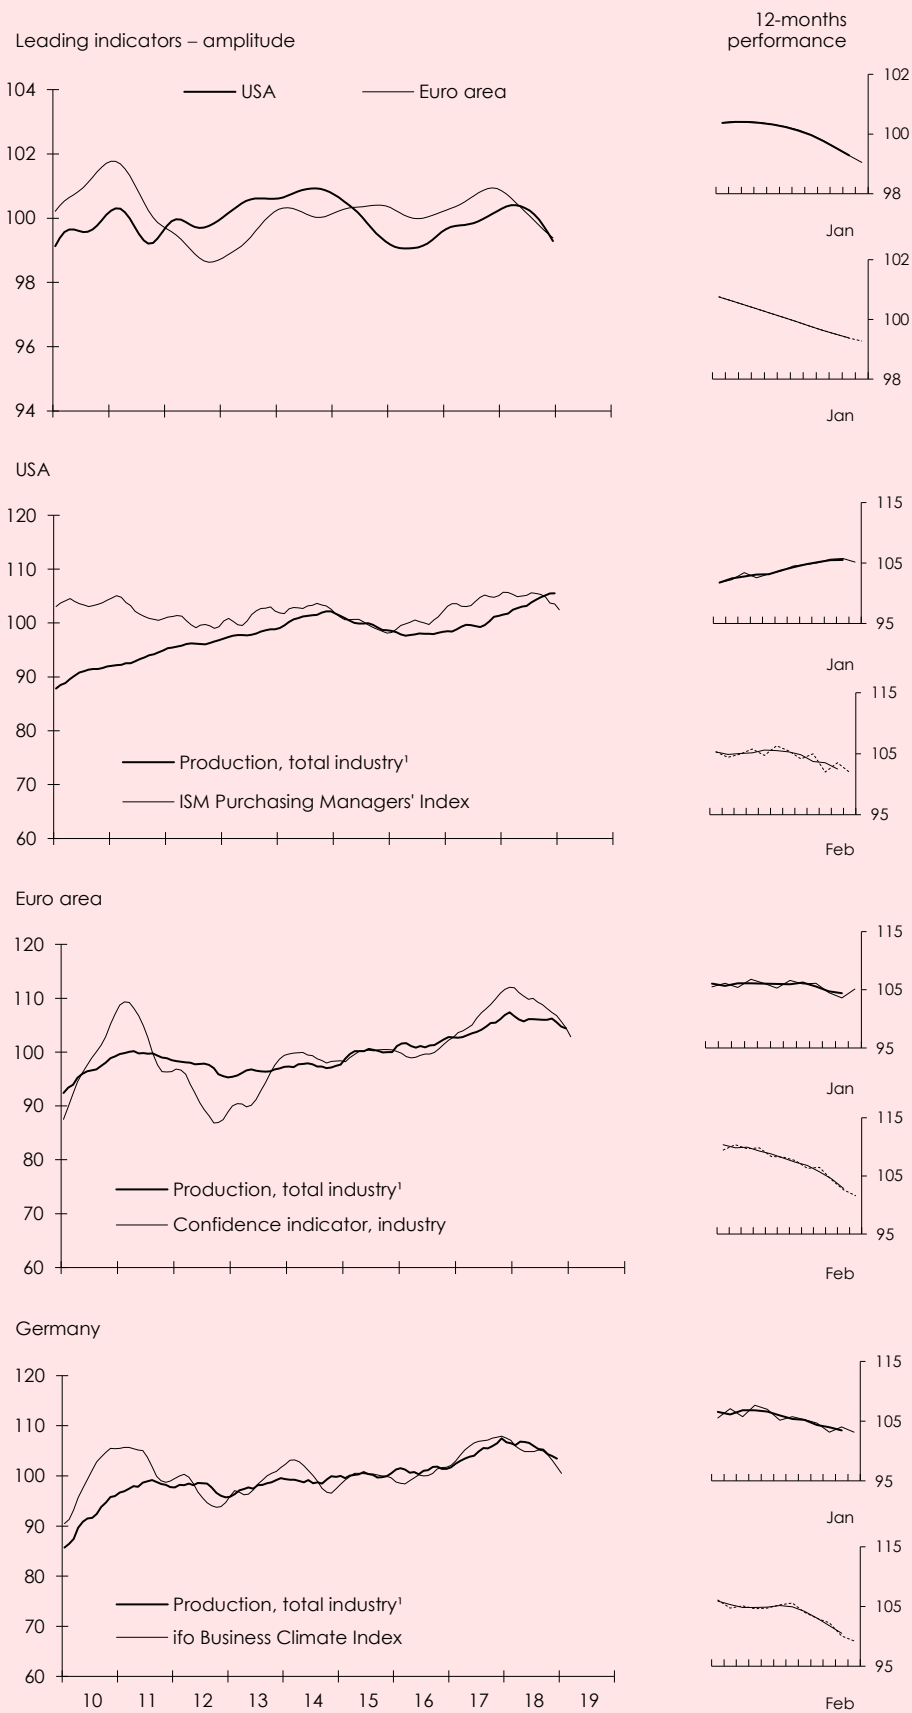 12-months
Leading indicators – amplitude performance
104 USA Euro area 102
102 100
100 98
Jan
98 102
96 100
94 98
Jan
USA
120 115
110 105
100 95
Jan
90 115
80 105
Production, total industry¹
70 95
ISM Purchasing Managers' Index
60
Feb
Euro area
120 115
110 105
100 95
Jan
90 115
80 105
Production, total industry¹
70 95
Confidence indicator, industry
60
Feb
Germany
120 115
110 105
100 95
Jan
90 115
80 105
Production, total industry¹
70
ifo Business Climate Index
60 95
10 11 12 13 14 15 16 17 18 19
Feb